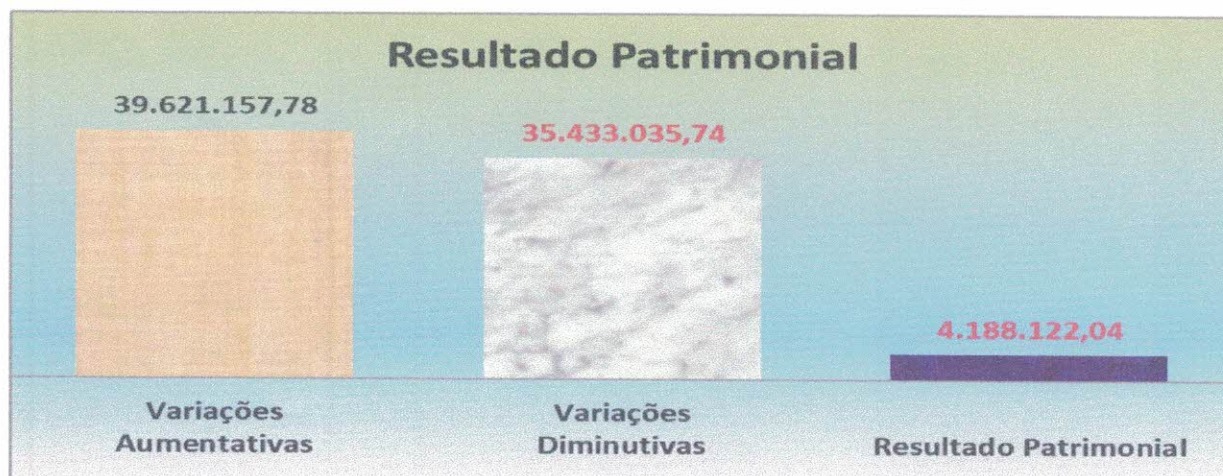 Resultado Patrimonial
39.621.157,78
35.433.035,74
4.188.122,04
Variações
Aumentativas
Variações
Diminutivas
Resultado Patrimonial